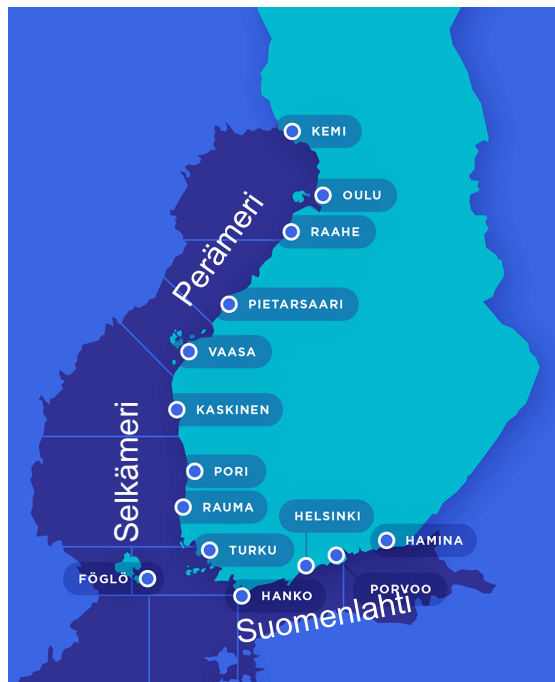 KEMI
OULU
RAAHE
Perämeri
PIETARSAARI
VAASA
KASKINEN
Selkämeri
PORI
RAUMA
HELSINKI
TURKU
HAMINA
FÖGLÖ
HANKO
PORVOO
Suomenlahti